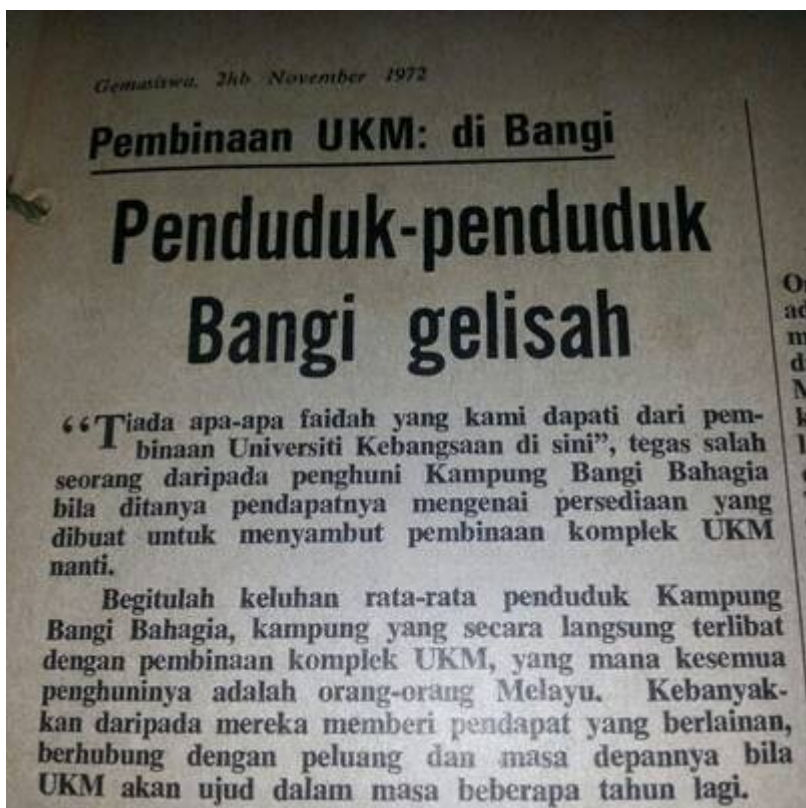 Gemasiswa, 2hb November 1972
Pembinaan UKM: di Bangi
Penduduk-penduduk
Bangi gelisah
“Tiada apa-apa faidah yang kami dapati dari pem-
binaan Universiti Kebangsaan di sini”, tegas salah
seorang daripada penghuni Kampung Bangi Bahagia
bila ditanya pendapatnya mengenai persediaan yang
dibuat untuk menyambut pembinaan komplek UKM
nanti.
Begitulah keluhan rata-rata penduduk Kampung
Bangi Bahagia, kampung yang secara langsung terlibat
dengan pembinaan komplek UKM, yang mana kesemua
penghuninya adalah orang-orang Melayu. Kebanyak-
kan daripada mereka memberi pendapat yang berlainan,
berhubung dengan peluang dan masa depannya bila
UKM akan ujud dalam masa beberapa tahun lagi.